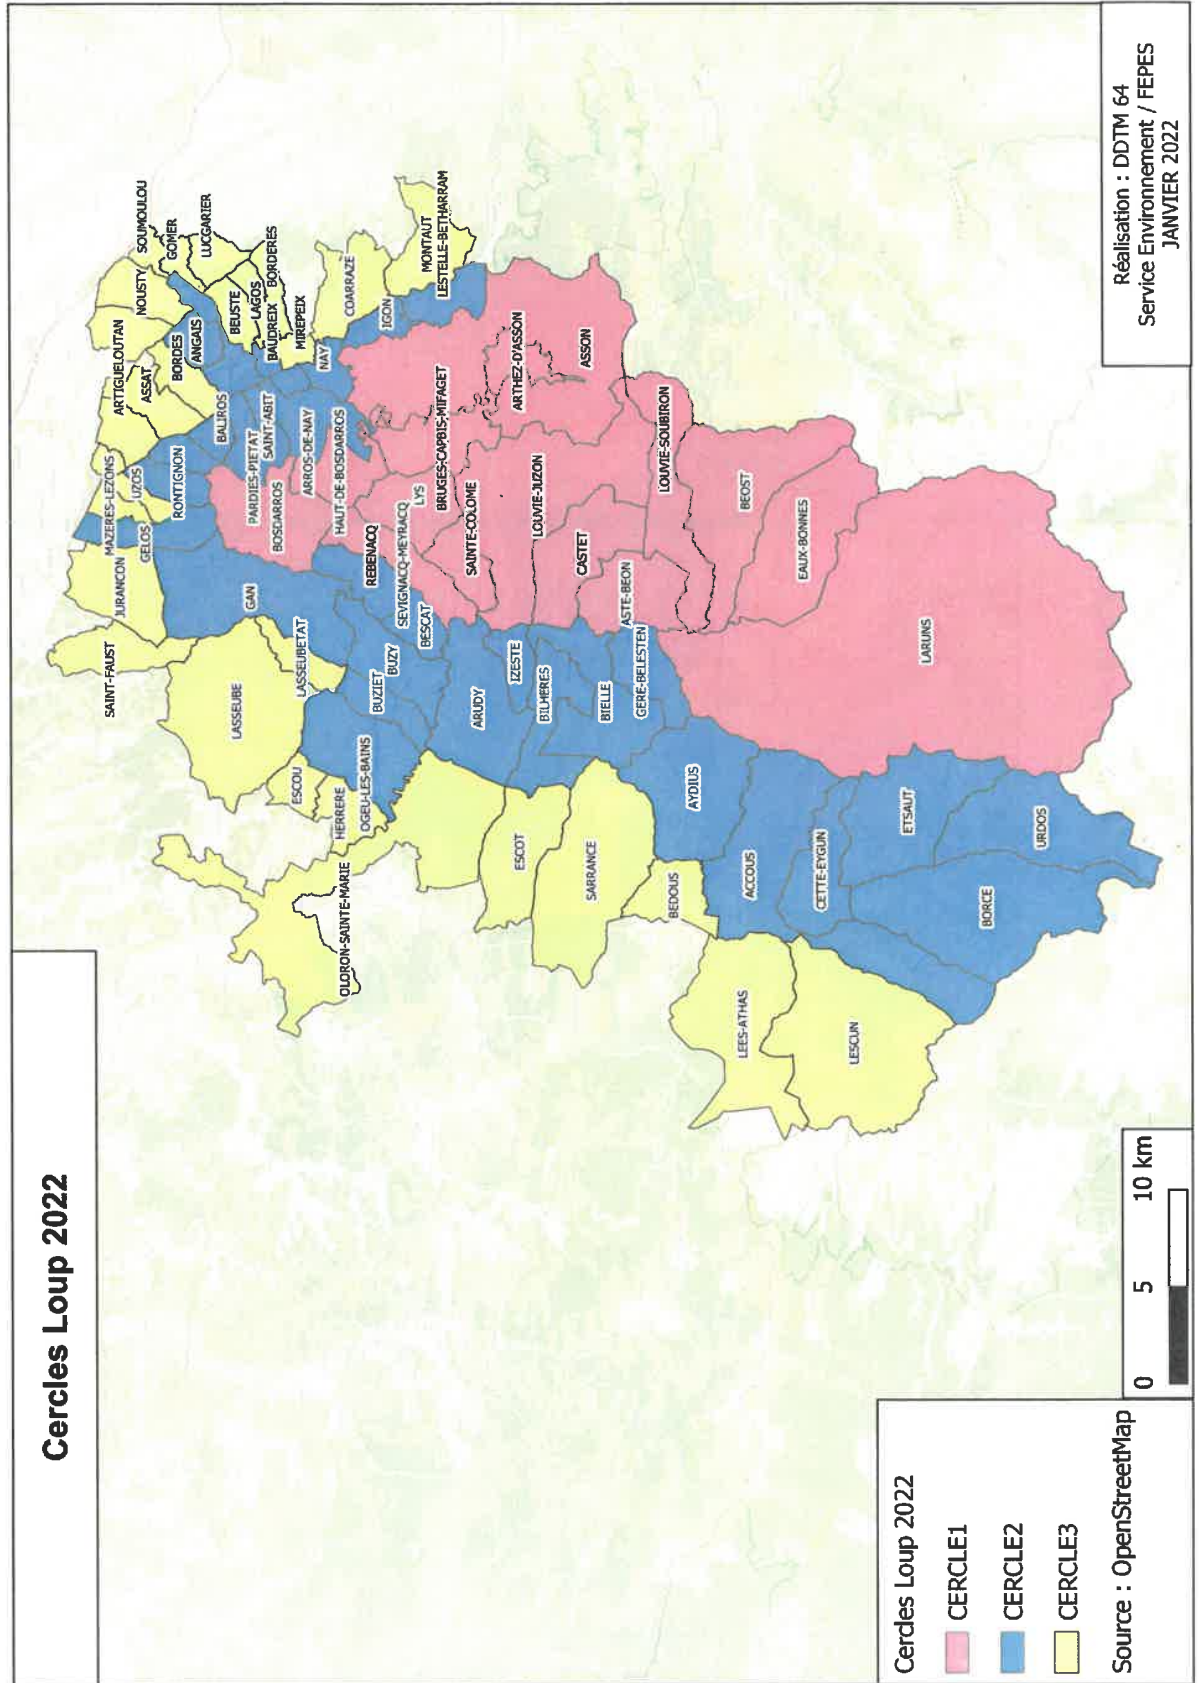 Cercles Loup 2022
SAINT-FAUST
JURANCON
MAZERES-LEZONS
GELOS
UZOS
RONTIGNON
ARTIGUELOUTAN
ASSAT
NOUSTY
SOUMOULOU
GOMER
LUCGARIER
BORDES
ANGAIS
BEUSTE
LAGOS
BORDERES
BAUDREIX
MIREPEIX
BALIROS
PARDIES-PIETAT
SAINT-ABIT
BOSDARROS
ARROS-DE-NAY
HAUT-DE-BOSDARROS
NAY
COARRAZE
IGON
MONTAUT
LESTELLE-BETHARRAM
GAN
LASSEUBE
LASSEUBETAT
ESCOU
HERRERE
OGEU-LES-BAINS
OLORON-SAINTE-MARIE
BUZIET
BUZY
REBENACQ
SEVIGNACQ-MEYRACQ
BESCAT
LYS
BRUGES-CAPBIS-MIFAGET
SAINTE-COLOME
ARTHEZ-D'ASSON
ASSON
ARUDY
IZESTE
LOUVIE-JUZON
BILHERES
CASTET
LOUVIE-SOUBIRON
BIELLE
ASTE-BEON
GERE-BELESTEN
ESCOT
SARRANCE
BEDOUS
AYDIUS
BEOST
EAUX-BONNES
LARUNS
ACCOUS
CETTE-EYGUN
LEES-ATHAS
LESCUN
ETSAUT
BORCE
URDOS
Cercles Loup 2022
CERCLE1
CERCLE2
CERCLE3
Source : OpenStreetMap
0 5 10 km
Réalisation : DDTM 64
Service Environnement / FEPES
JANVIER 2022